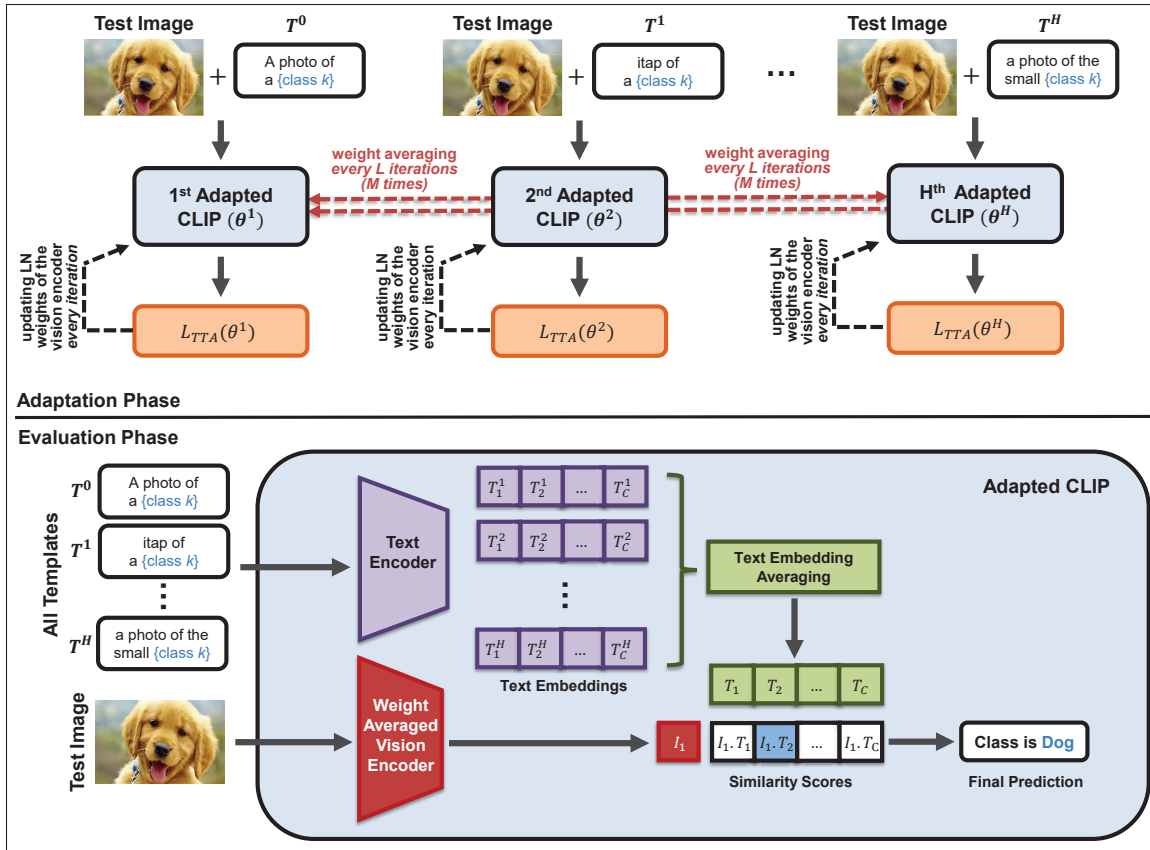 Test Image
T^0
Test Image
T^1
Test Image
T^H
+
A photo of
a {class k}
+
itap of
a {class k}
...
+
a photo of the
small {class k}
weight averaging
every L iterations
(M times)
weight averaging
every L iterations
(M times)
1st Adapted
CLIP (θ^1)
2nd Adapted
CLIP (θ^2)
Hth Adapted
CLIP (θ^H)
updating LN
weights of the
vision encoder
every iteration
updating LN
weights of the
vision encoder
every iteration
updating LN
weights of the
vision encoder
every iteration
L_TTA(θ^1)
L_TTA(θ^2)
L_TTA(θ^H)
Adaptation Phase
Evaluation Phase
All Templates
T^0
A photo of
a {class k}
T^1
itap of
a {class k}
⋮
T^H
a photo of the
small {class k}
Test Image
Text
Encoder
Weight
Averaged
Vision
Encoder
T_1^1 T_2^1 ... T_C^1
T_1^2 T_2^2 ... T_C^2
⋮
T_1^H T_2^H ... T_C^H
Text Embeddings
Adapted CLIP
Text Embedding
Averaging
T_1 T_2 ... T_C
I_1
I_1.T_1 I_1.T_2 ... I_1.T_C
Similarity Scores
Class is Dog
Final Prediction